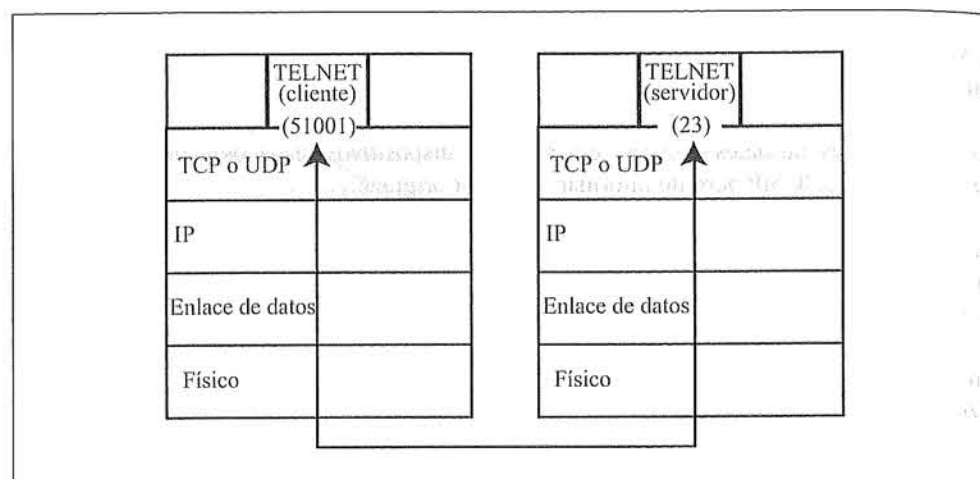 TELNET
(cliente)
(51001)
TCP o UDP
IP
Enlace de datos
Físico
TELNET
(servidor)
(23)
TCP o UDP
IP
Enlace de datos
Físico